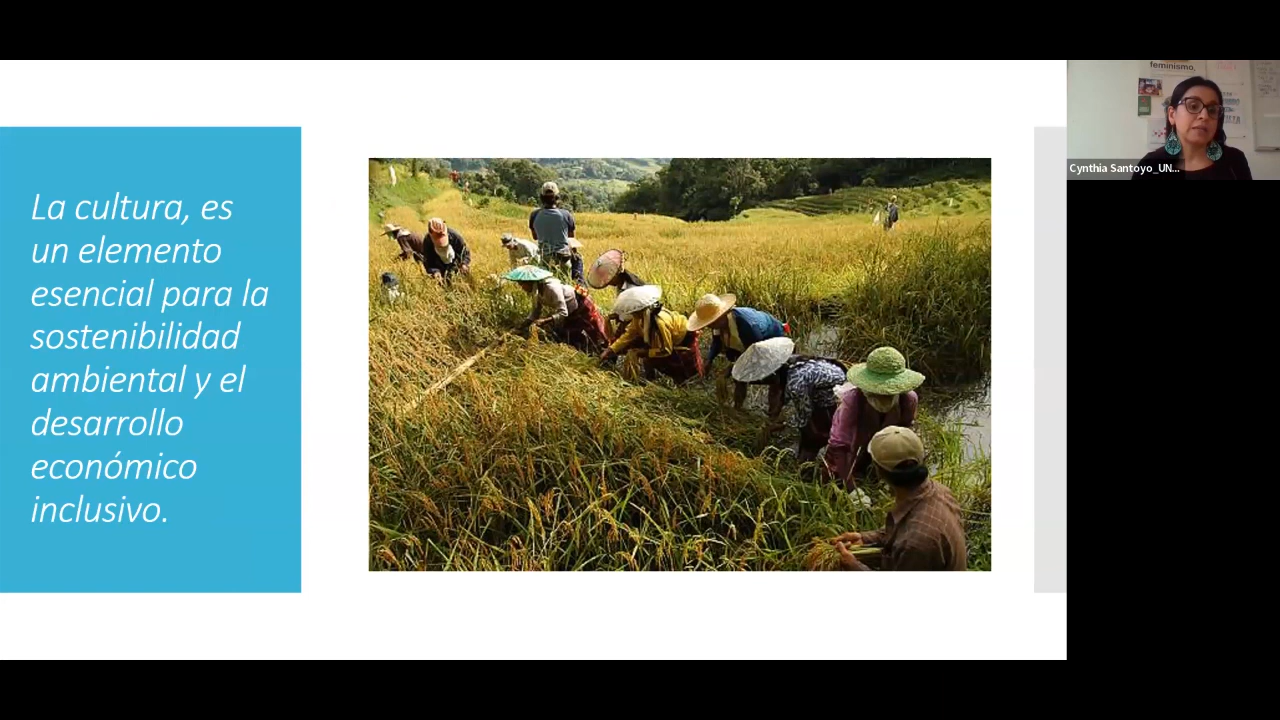 La cultura, es
un elemento
esencial para la
sostenibilidad
ambiental y el
desarrollo
económico
inclusivo.
feminismo.
Cynthia Santoyo_UN...